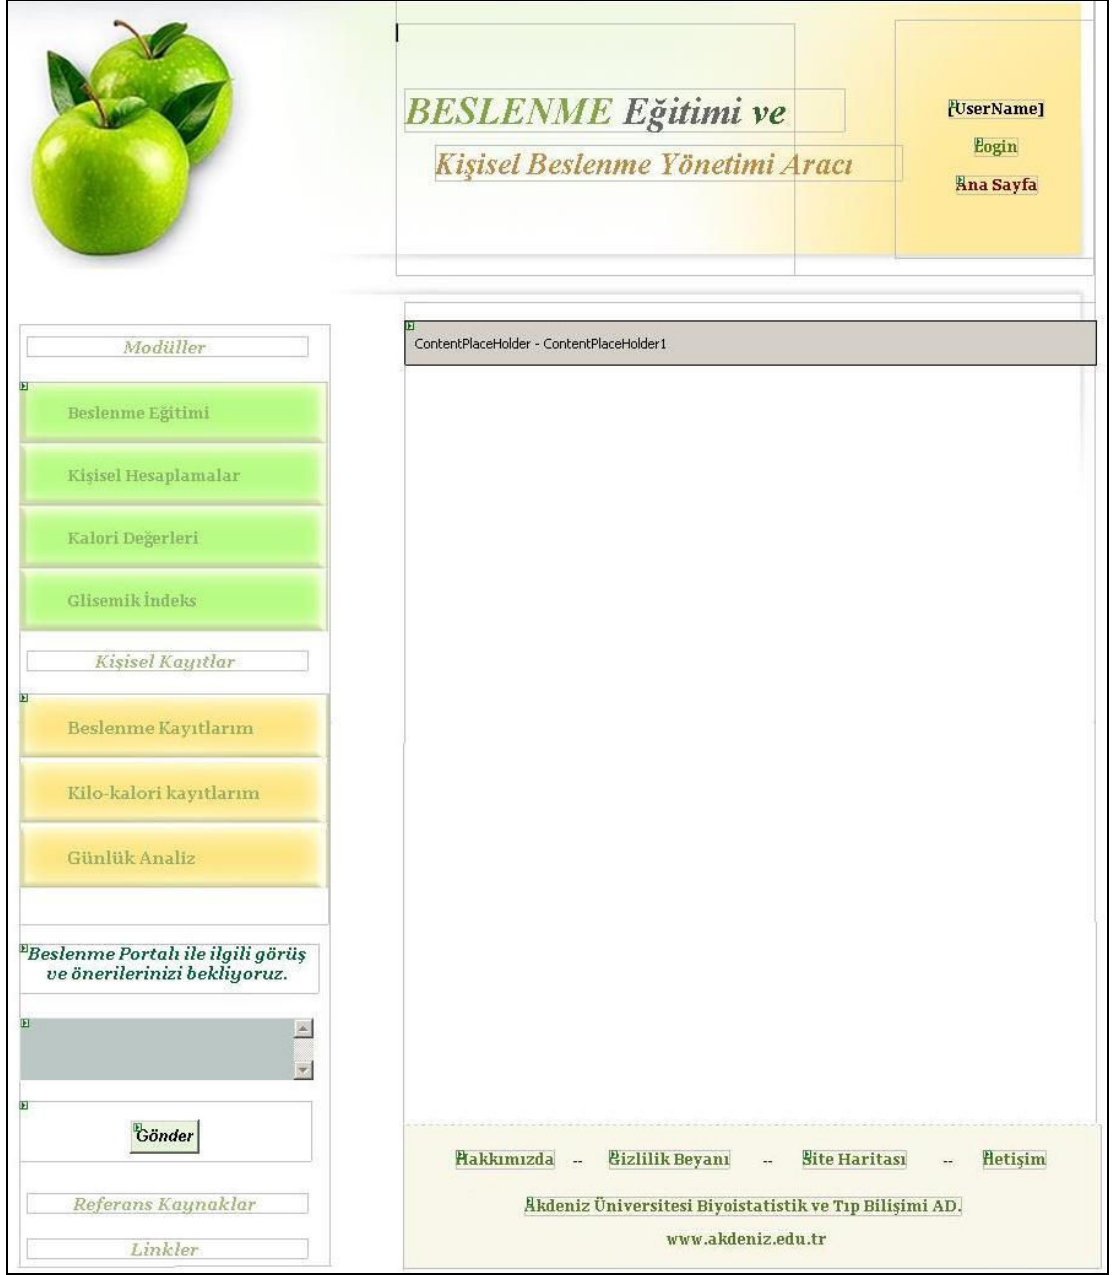 BESLENME Eğitimi ve
Kişisel Beslenme Yönetimi Aracı
[UserName]
Login
Ana Sayfa
Modüller
Beslenme Eğitimi
Kişisel Hesaplamalar
Kalori Değerleri
Glisemik İndeks
Kişisel Kayıtlar
Beslenme Kayıtlarım
Kilo-kalori kayıtlarım
Günlük Analiz
Beslenme Portalı ile ilgili görüş
ve önerilerinizi bekliyoruz.
Gönder
Referans Kaynaklar
Linkler
ContentPlaceHolder - ContentPlaceHolder1
Hakkımızda -- Gizlilik Beyanı -- Site Haritası -- İletişim
Akdeniz Üniversitesi Biyoistatistik ve Tıp Bilişimi AD.
www.akdeniz.edu.tr